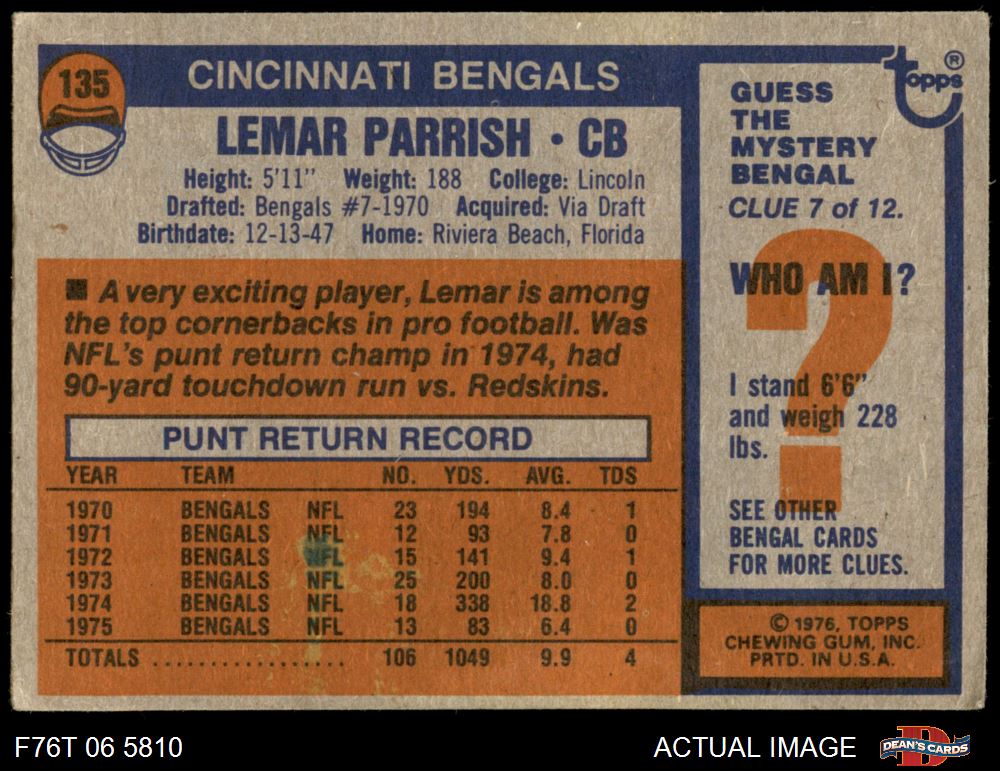 135
CINCINNATI BENGALS
LEMAR PARRISH • CB
Height: 5'11" Weight: 188 College: Lincoln
Drafted: Bengals #7-1970 Acquired: Via Draft
Birthdate: 12-13-47 Home: Riviera Beach, Florida
■ A very exciting player, Lemar is among
the top cornerbacks in pro football. Was
NFL's punt return champ in 1974, had
90-yard touchdown run vs. Redskins.
PUNT RETURN RECORD
YEAR TEAM NO. YDS. AVG. TDS
1970 BENGALS NFL 23 194 8.4 1
1971 BENGALS NFL 12 93 7.8 0
1972 BENGALS NFL 15 141 9.4 1
1973 BENGALS NFL 25 200 8.0 0
1974 BENGALS NFL 18 338 18.8 2
1975 BENGALS NFL 13 83 6.4 0
TOTALS .................. 106 1049 9.9 4
topps ®
GUESS
THE
MYSTERY
BENGAL
CLUE 7 of 12.
WHO AM I?
?
I stand 6'6"
and weigh 228
lbs.
SEE OTHER
BENGAL CARDS
FOR MORE CLUES.
© 1976, TOPPS
CHEWING GUM, INC.
PRTD. IN U.S.A.
F76T 06 5810
ACTUAL IMAGE
D
DEAN'S CARDS